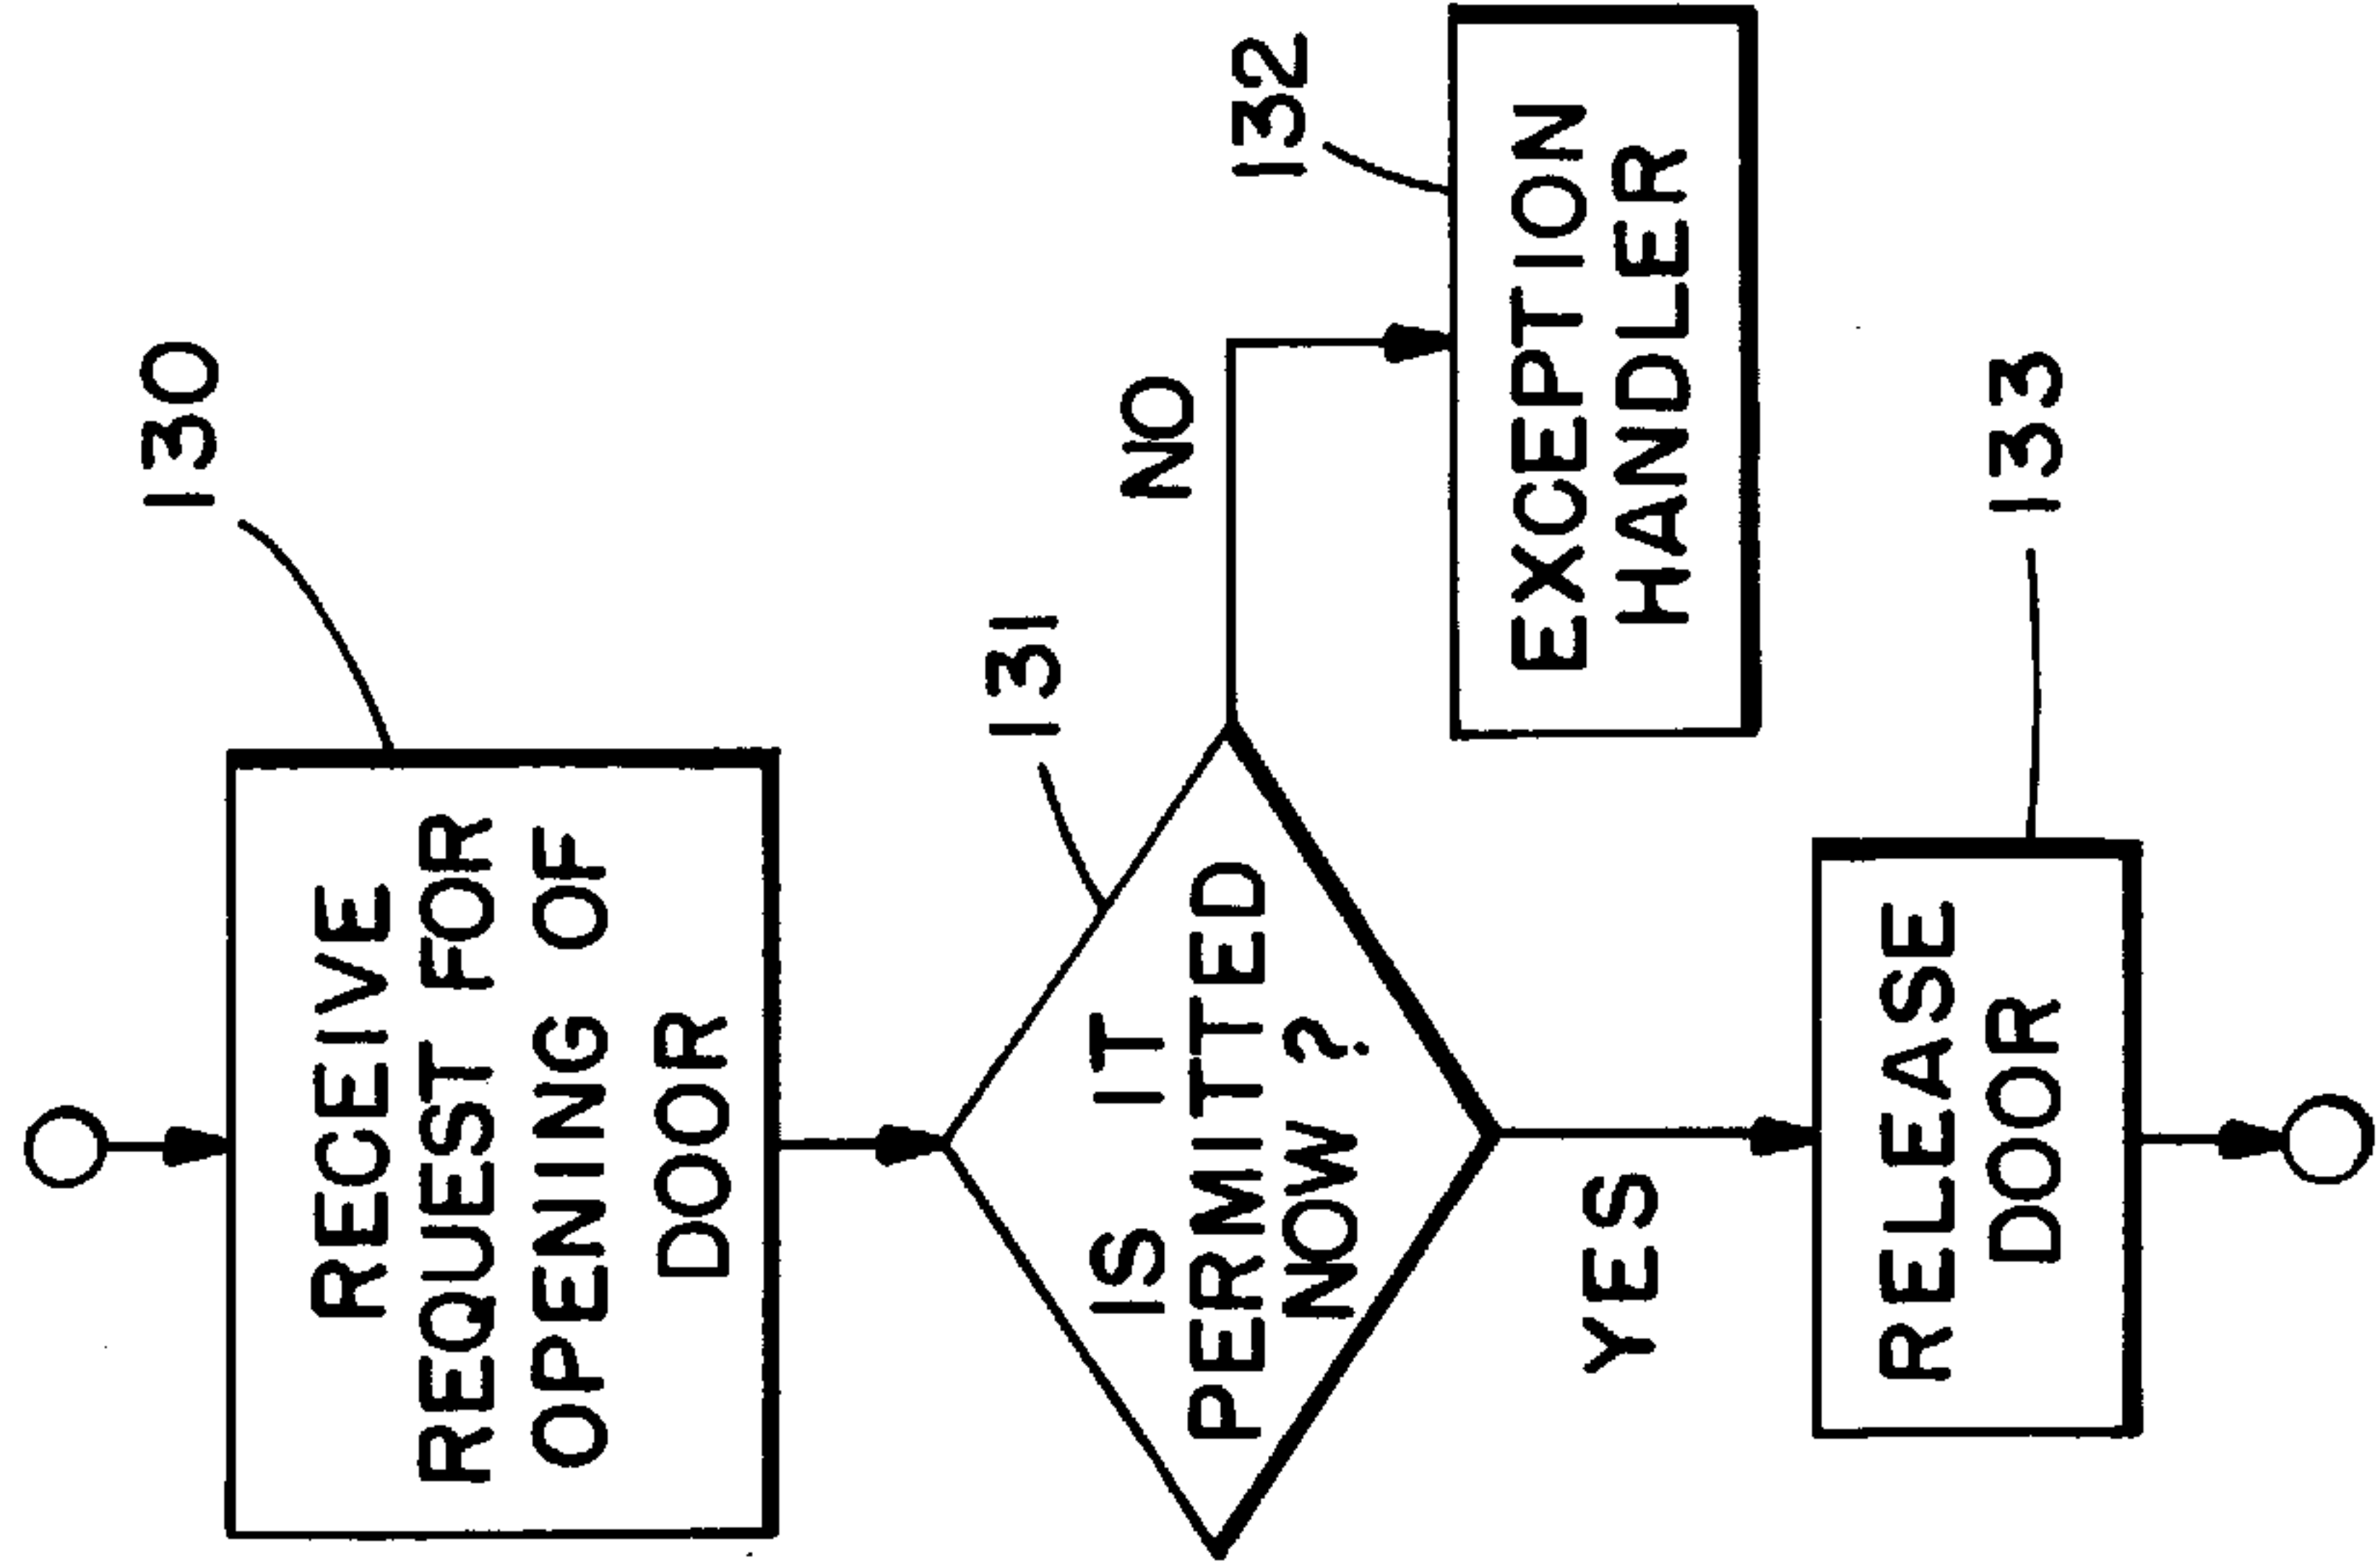 130
RECEIVE
REQUEST FOR
OPENING OF
DOOR
131
IS IT
PERMITTED
NOW ?
NO
132
EXCEPTION
HANDLER
YES
133
RELEASE
DOOR